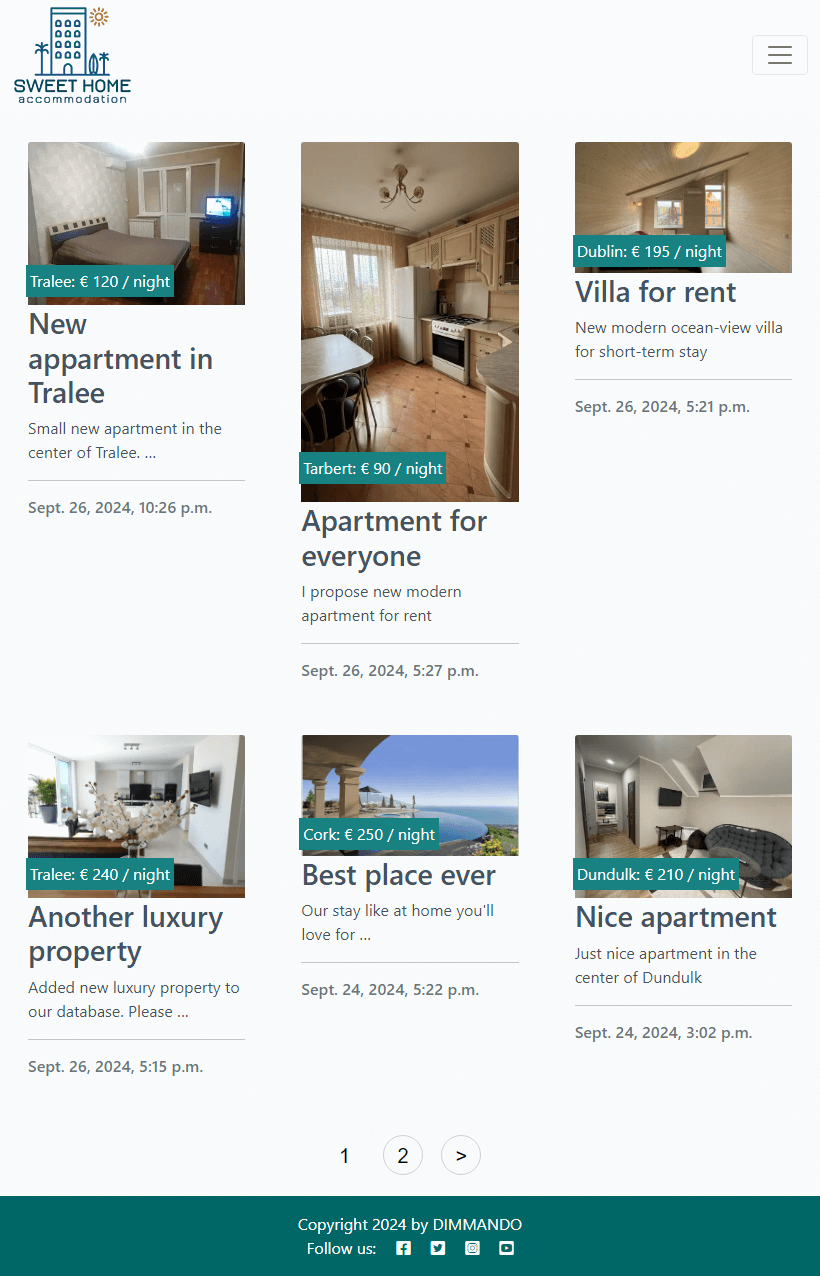 SWEET HOME
accommodation
Tralee: € 120 / night
New
appartment in
Tralee
Small new apartment in the
center of Tralee. ...
Sept. 26, 2024, 10:26 p.m.
Tarbert: € 90 / night
Apartment for
everyone
I propose new modern
apartment for rent
Sept. 26, 2024, 5:27 p.m.
Dublin: € 195 / night
Villa for rent
New modern ocean-view villa
for short-term stay
Sept. 26, 2024, 5:21 p.m.
Tralee: € 240 / night
Another luxury
property
Added new luxury property to
our database. Please ...
Sept. 26, 2024, 5:15 p.m.
Cork: € 250 / night
Best place ever
Our stay like at home you'll
love for ...
Sept. 24, 2024, 5:22 p.m.
Dundulk: € 210 / night
Nice apartment
Just nice apartment in the
center of Dundulk
Sept. 24, 2024, 3:02 p.m.
1 2 >
Copyright 2024 by DIMMANDO
Follow us: